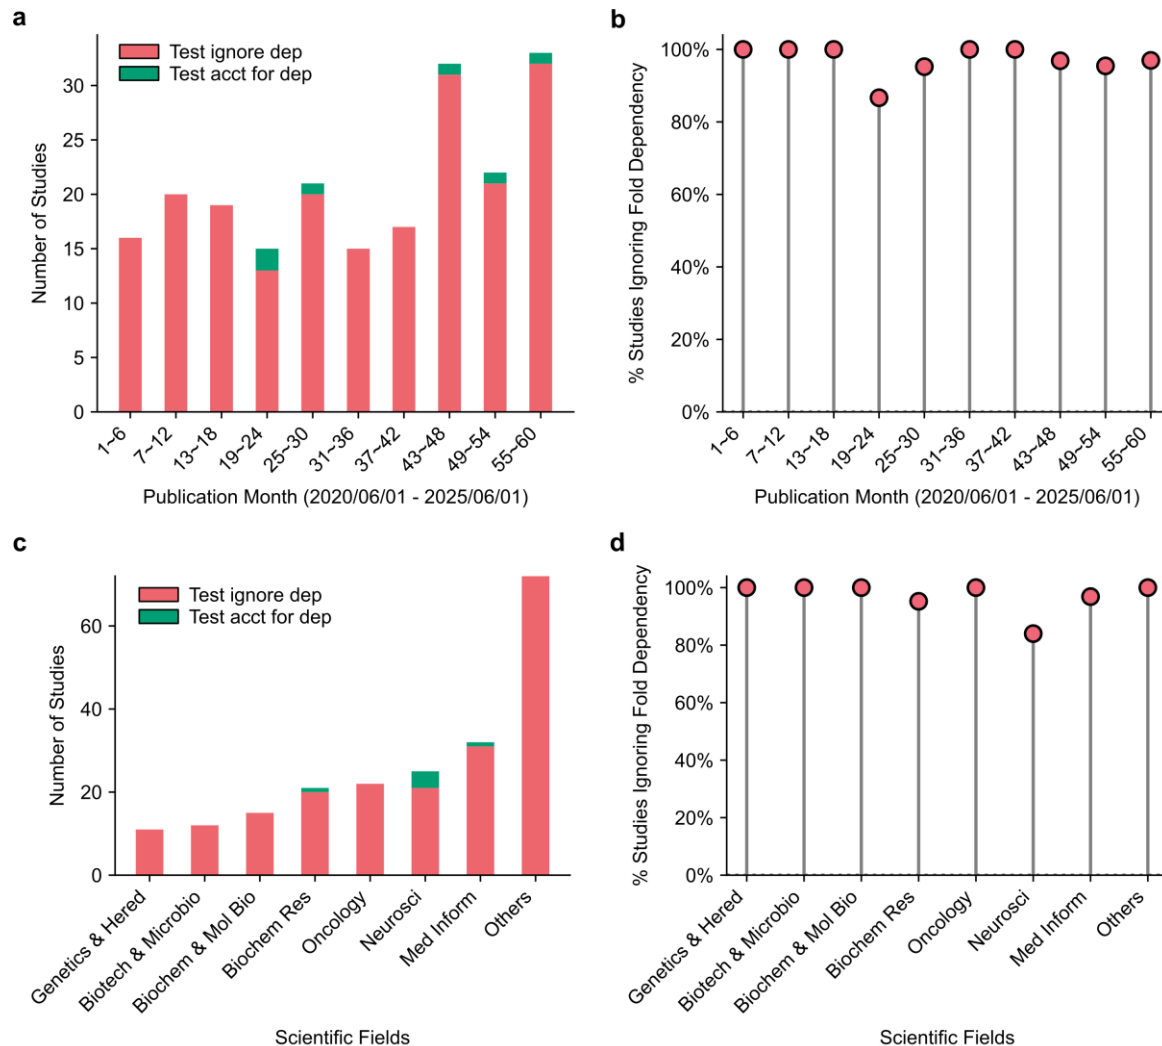 a
Test ignore dep
Test acct for dep
Number of Studies
30
25
20
15
10
5
0
1~6
7~12
13~18
19~24
25~30
31~36
37~42
43~48
49~54
55~60
Publication Month (2020/06/01 - 2025/06/01)
b
% Studies Ignoring Fold Dependency
100%
80%
60%
40%
20%
0%
1~6
7~12
13~18
19~24
25~30
31~36
37~42
43~48
49~54
55~60
Publication Month (2020/06/01 - 2025/06/01)
c
Test ignore dep
Test acct for dep
Number of Studies
60
40
20
0
Genetics & Hered
Biotech & Microbio
Biochem & Mol Bio
Biochem Res
Oncology
Neurosci
Med Inform
Others
Scientific Fields
d
% Studies Ignoring Fold Dependency
100%
80%
60%
40%
20%
0%
Genetics & Hered
Biotech & Microbio
Biochem & Mol Bio
Biochem Res
Oncology
Neurosci
Med Inform
Others
Scientific Fields